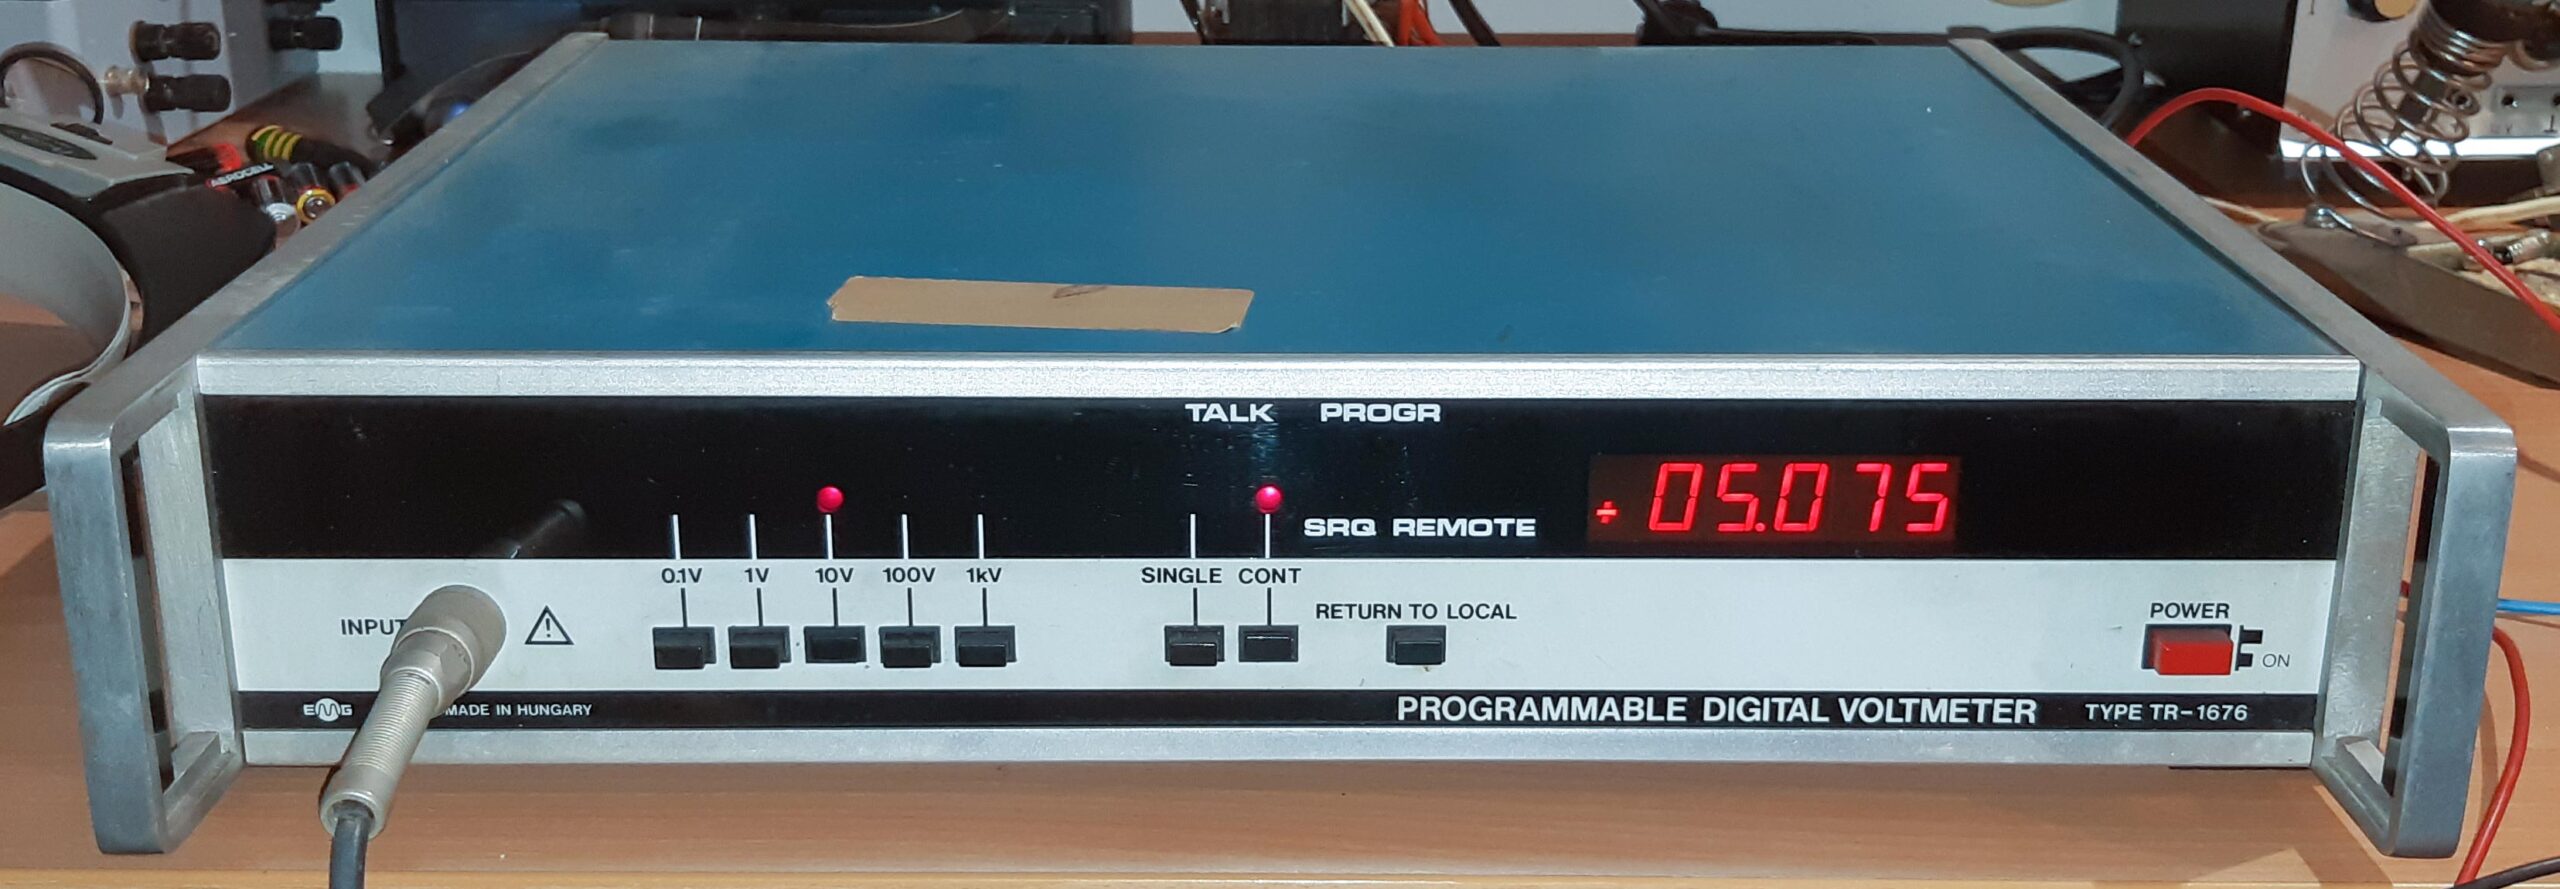 AEROCELL
TALK PROGR
+05.075
SRQ REMOTE
0.1V 1V 10V 100V 1kV
SINGLE CONT
RETURN TO LOCAL
POWER
ON
INPUT
EMG
MADE IN HUNGARY
PROGRAMMABLE DIGITAL VOLTMETER TYPE TR-1676